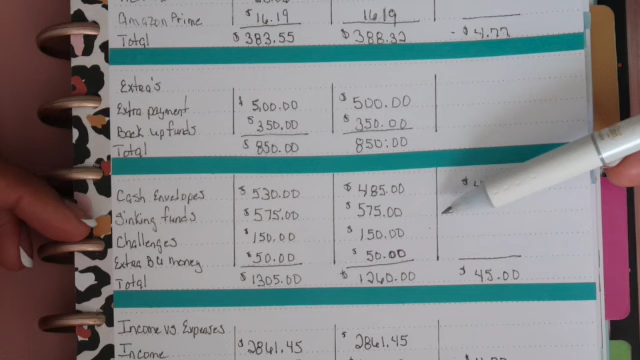 Amazon Prime $16.19 16.19
Total $383.55 $388.32 -$4.77
Extra's
Extra payment $500.00 $500.00
Back up funds $350.00 $350.00
Total $850.00 850.00
Cash Envelopes $530.00 $485.00
Sinking funds $575.00 $575.00
Challenges $150.00 $150.00
Extra B4 money $50.00 $50.00
Total $1305.00 $1260.00 $45.00
Income vs. Expenses
Income $2861.45 $2861.45